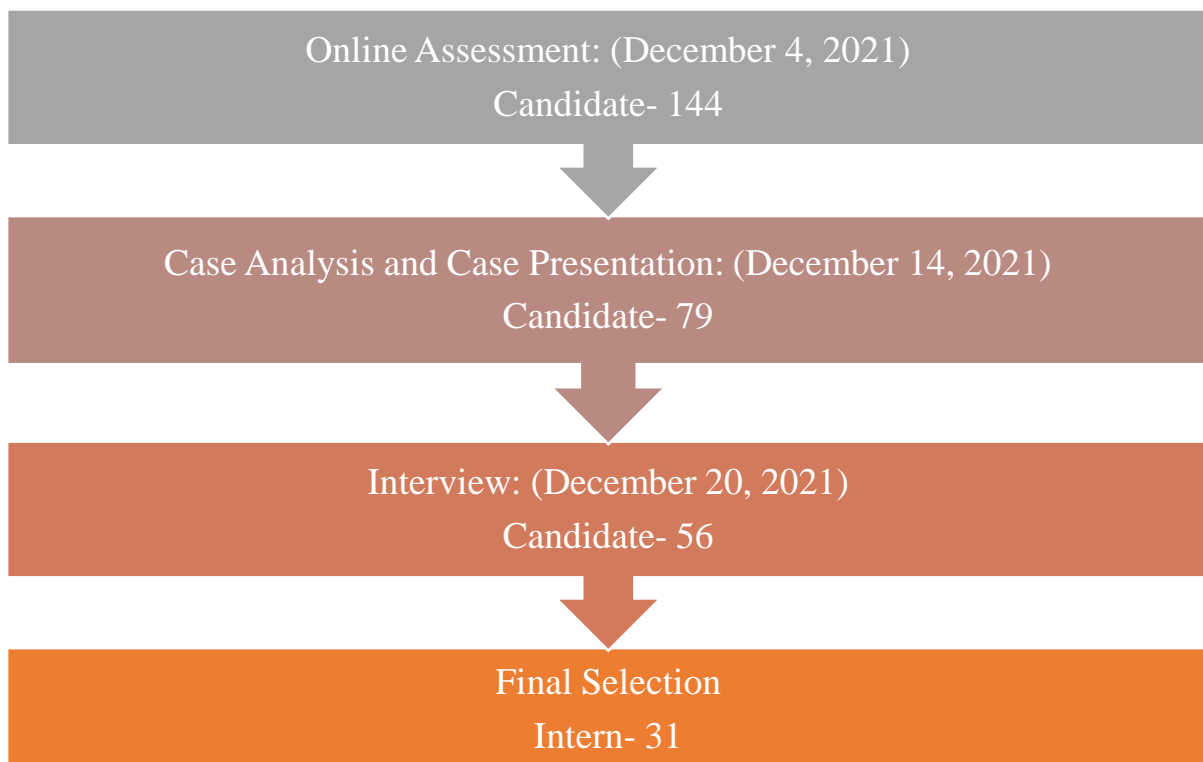 Online Assessment: (December 4, 2021)
Candidate- 144
Case Analysis and Case Presentation: (December 14, 2021)
Candidate- 79
Interview: (December 20, 2021)
Candidate- 56
Final Selection
Intern- 31